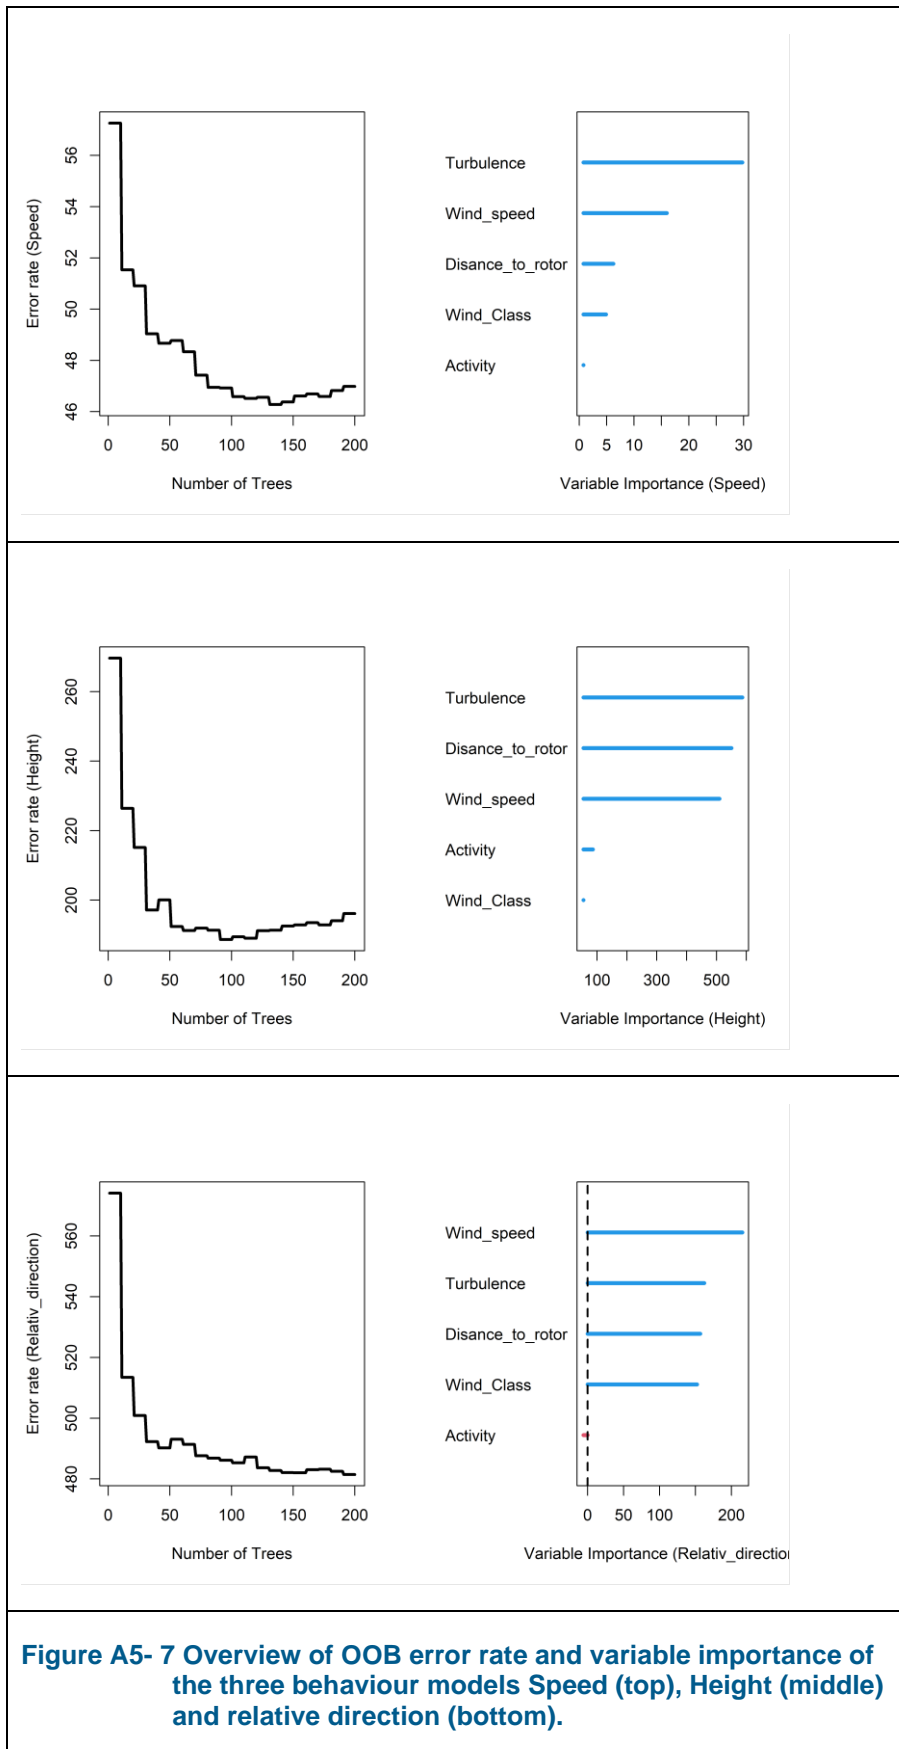 Error rate (Speed)
46
48
50
52
54
56
0 50 100 150 200
Number of Trees
Turbulence
Wind_speed
Disance_to_rotor
Wind_Class
Activity
0 5 10 20 30
Variable Importance (Speed)
Error rate (Height)
200
220
240
260
0 50 100 150 200
Number of Trees
Turbulence
Disance_to_rotor
Wind_speed
Activity
Wind_Class
100 300 500
Variable Importance (Height)
Error rate (Relativ_direction)
480
500
520
540
560
0 50 100 150 200
Number of Trees
Wind_speed
Turbulence
Disance_to_rotor
Wind_Class
Activity
0 50 100 200
Variable Importance (Relativ_direction
Figure A5- 7 Overview of OOB error rate and variable importance of
the three behaviour models Speed (top), Height (middle)
and relative direction (bottom).